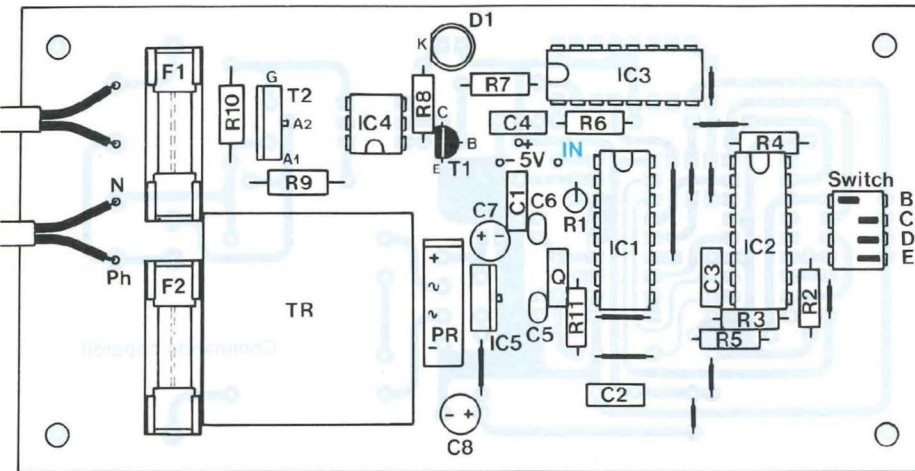 D1
K
F1
G
R10
T2
A2
A1
IC4
R8
C
B
E
T1
R7
IC3
C4
R6
+
- 5V
IN
R4
Switch
B
C
D
E
N
Ph
R9
C7
+ -
C1
C6
R1
IC1
IC2
F2
TR
+
~
~
-
PR
IC5
Q
C5
R11
C3
R3
R5
R2
C2
- +
C8